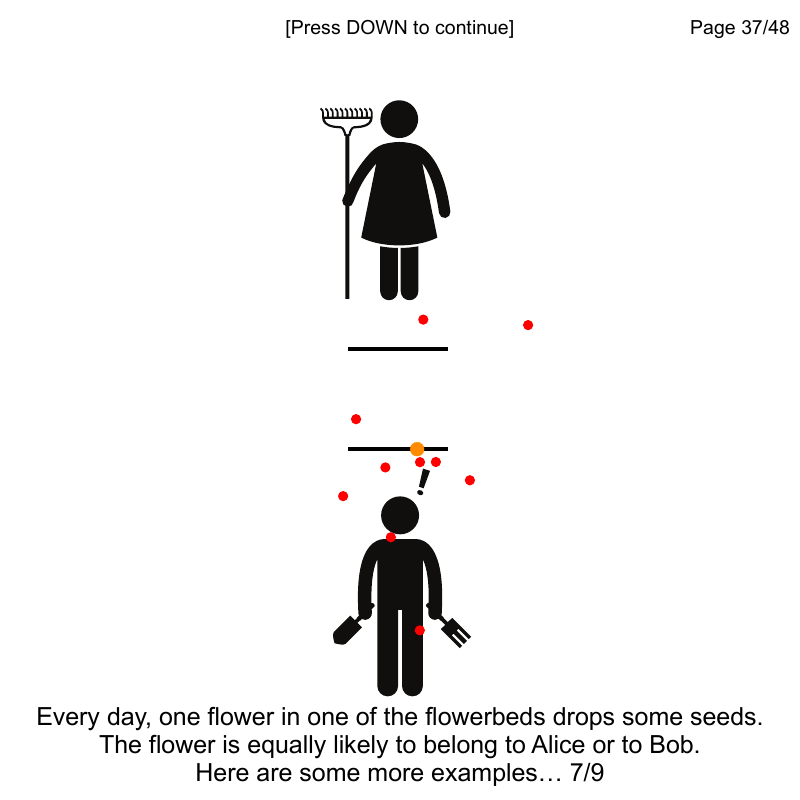 [Press DOWN to continue]
Page 37/48
!
Every day, one flower in one of the flowerbeds drops some seeds.
The flower is equally likely to belong to Alice or to Bob.
Here are some more examples… 7/9